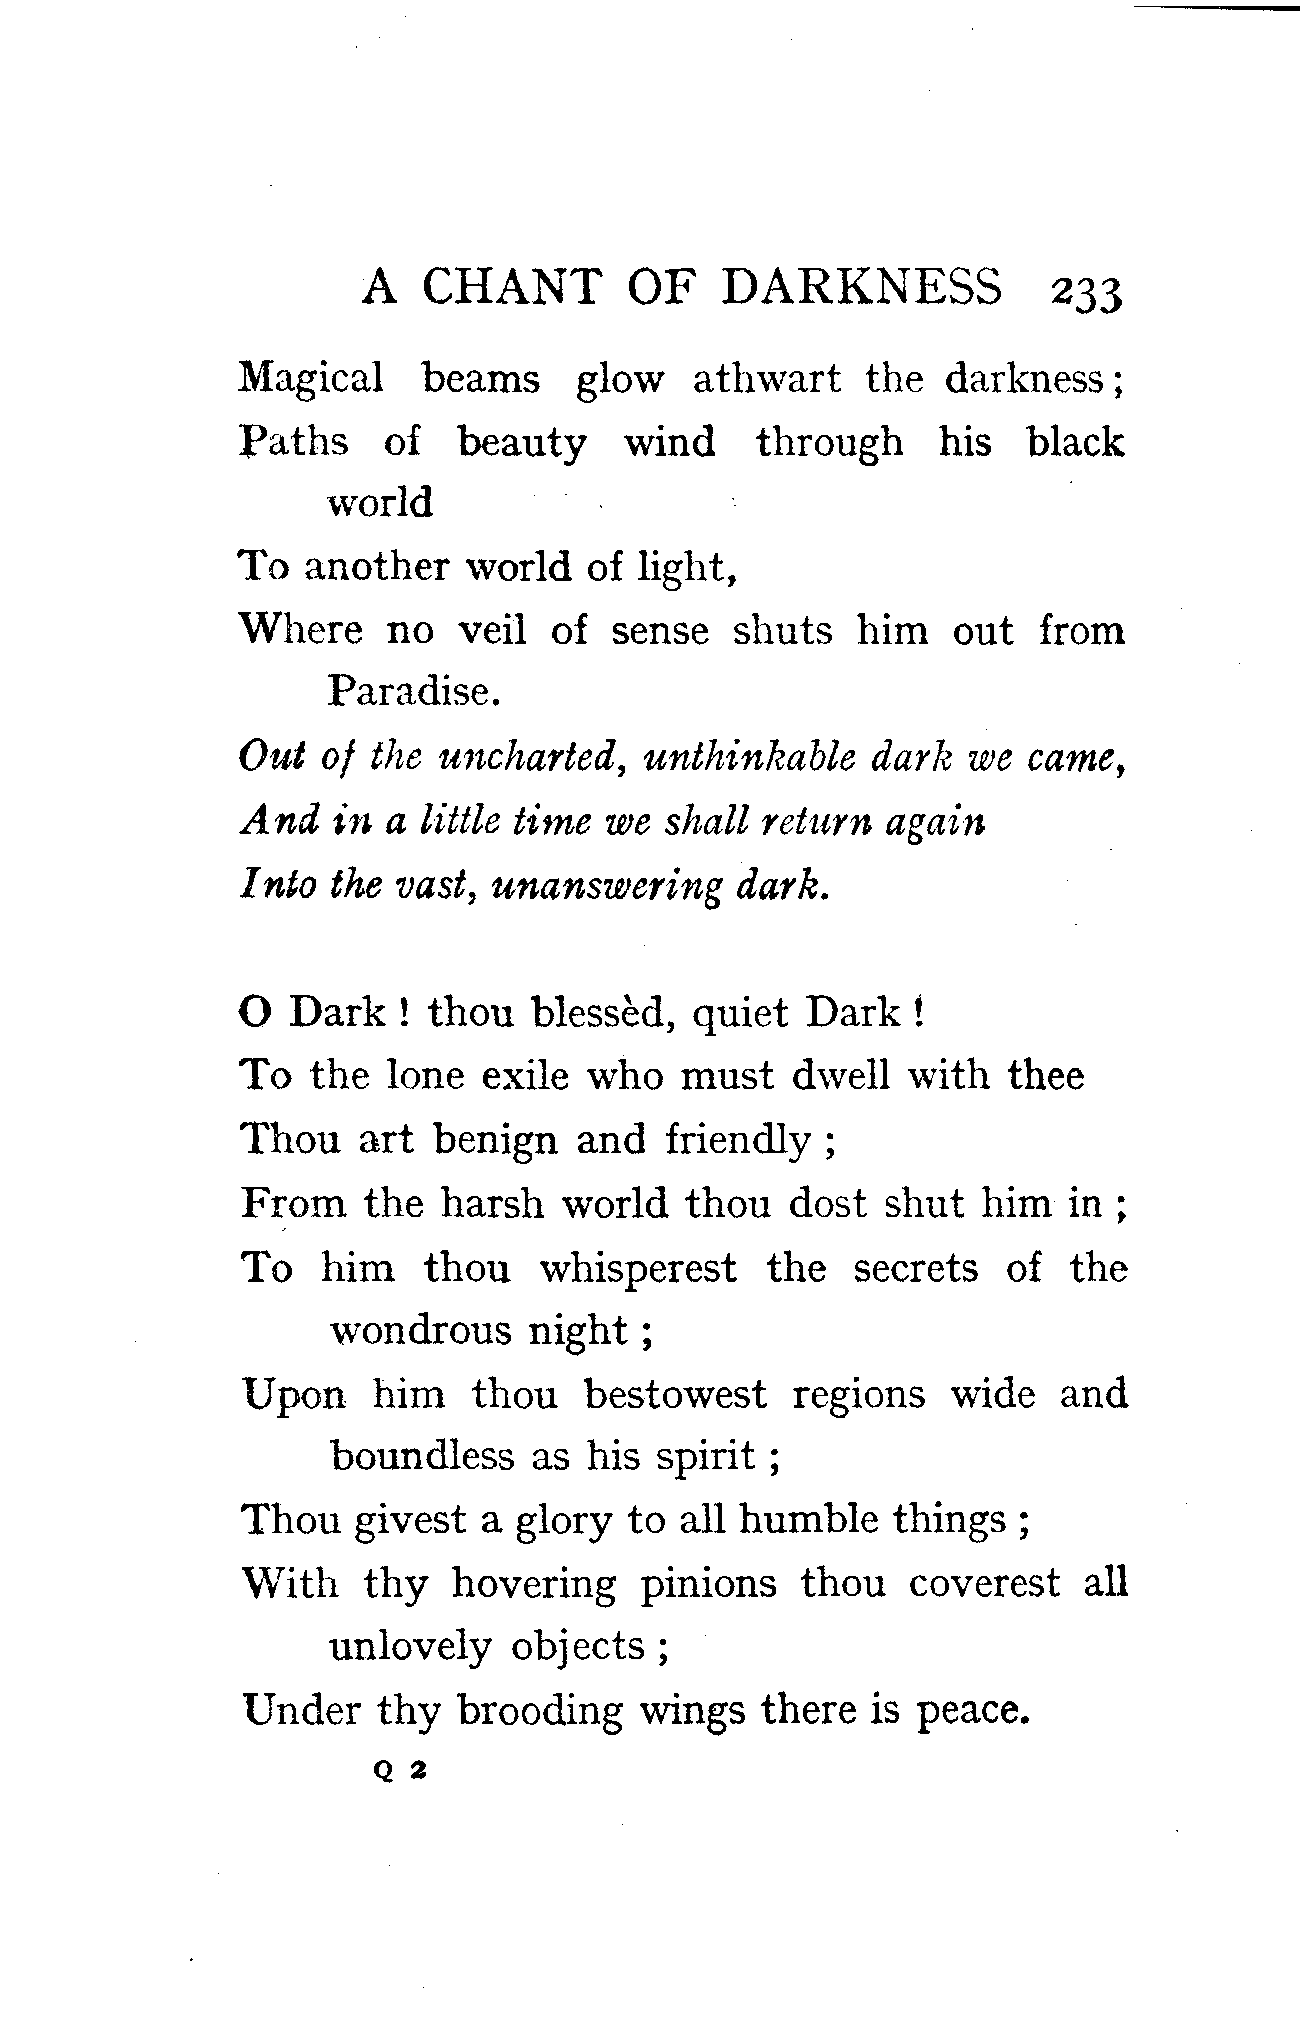 A CHANT OF DARKNESS 233
Magical beams glow athwart the darkness;
Paths of beauty wind through his black
world
To another world of light,
Where no veil of sense shuts him out from
Paradise.
Out of the uncharted, unthinkable dark we came,
And in a little time we shall return again
Into the vast, unanswering dark.
O Dark ! thou blessèd, quiet Dark !
To the lone exile who must dwell with thee
Thou art benign and friendly ;
From the harsh world thou dost shut him in ;
To him thou whisperest the secrets of the
wondrous night ;
Upon him thou bestowest regions wide and
boundless as his spirit ;
Thou givest a glory to all humble things ;
With thy hovering pinions thou coverest all
unlovely objects ;
Under thy brooding wings there is peace.
Q 2